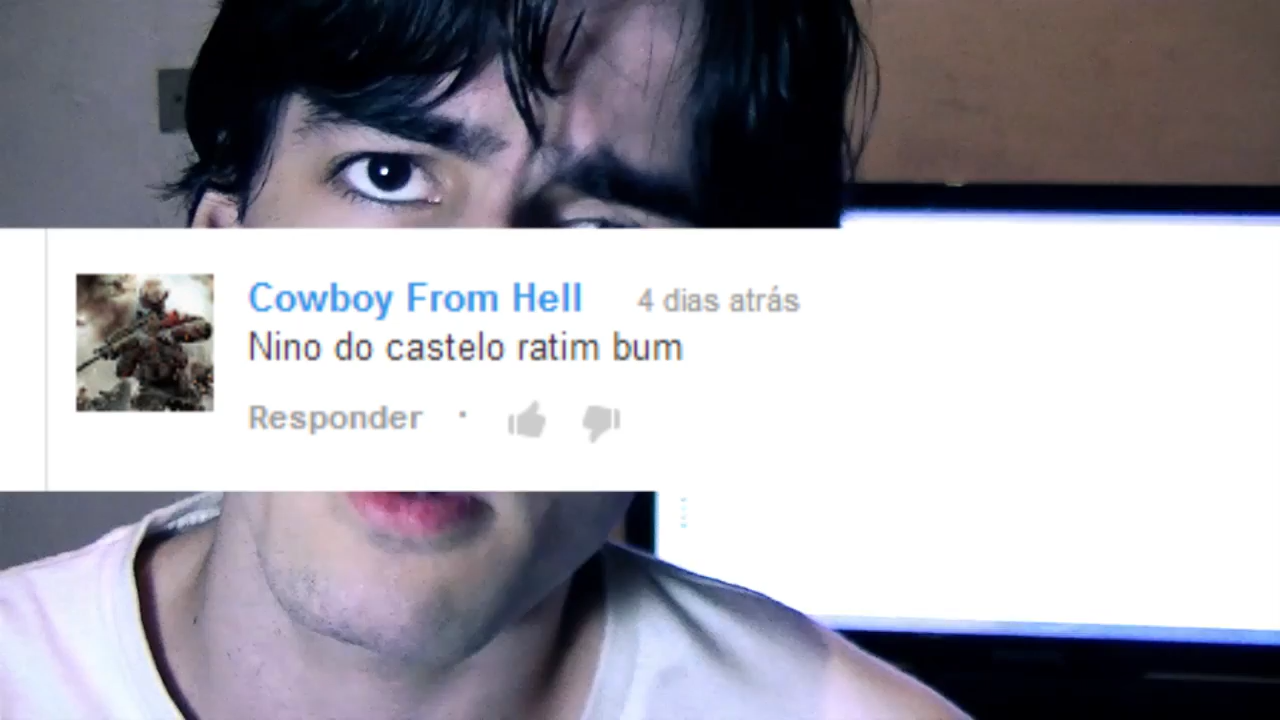 Cowboy From Hell 4 dias atrás
Nino do castelo ratim bum
Responder